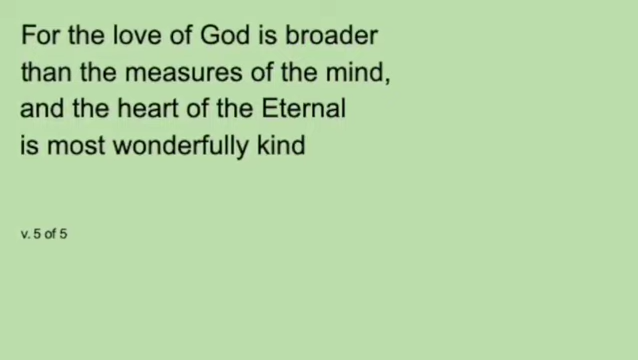 For the love of God is broader
than the measures of the mind,
and the heart of the Eternal
is most wonderfully kind
v. 5 of 5